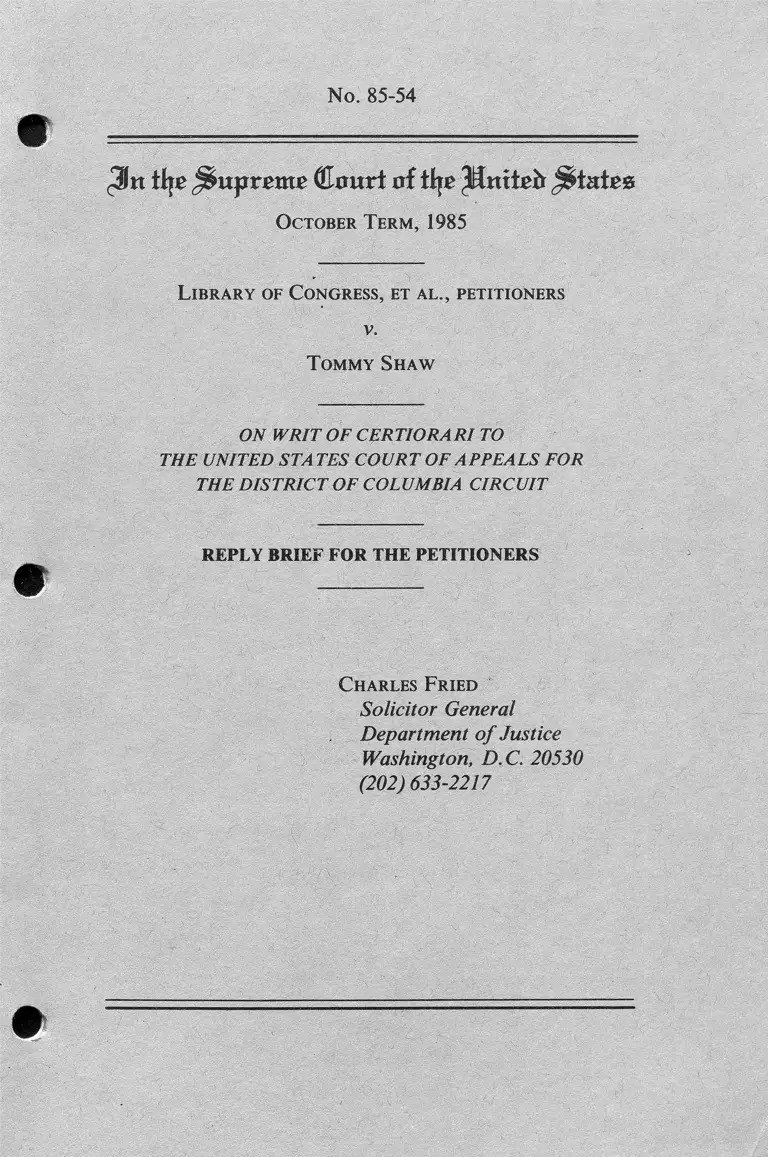 No. 85-54
In the Supreme Court of the United States
OCTOBER TERM, 1985
LIBRARY OF CONGRESS, ET AL., PETITIONERS
v.
TOMMY SHAW
ON WRIT OF CERTIORARI TO
THE UNITED STATES COURT OF APPEALS FOR
THE DISTRICT OF COLUMBIA CIRCUIT
REPLY BRIEF FOR THE PETITIONERS
CHARLES FRIED
Solicitor General
Department of Justice
Washington, D.C. 20530
(202) 633-2217